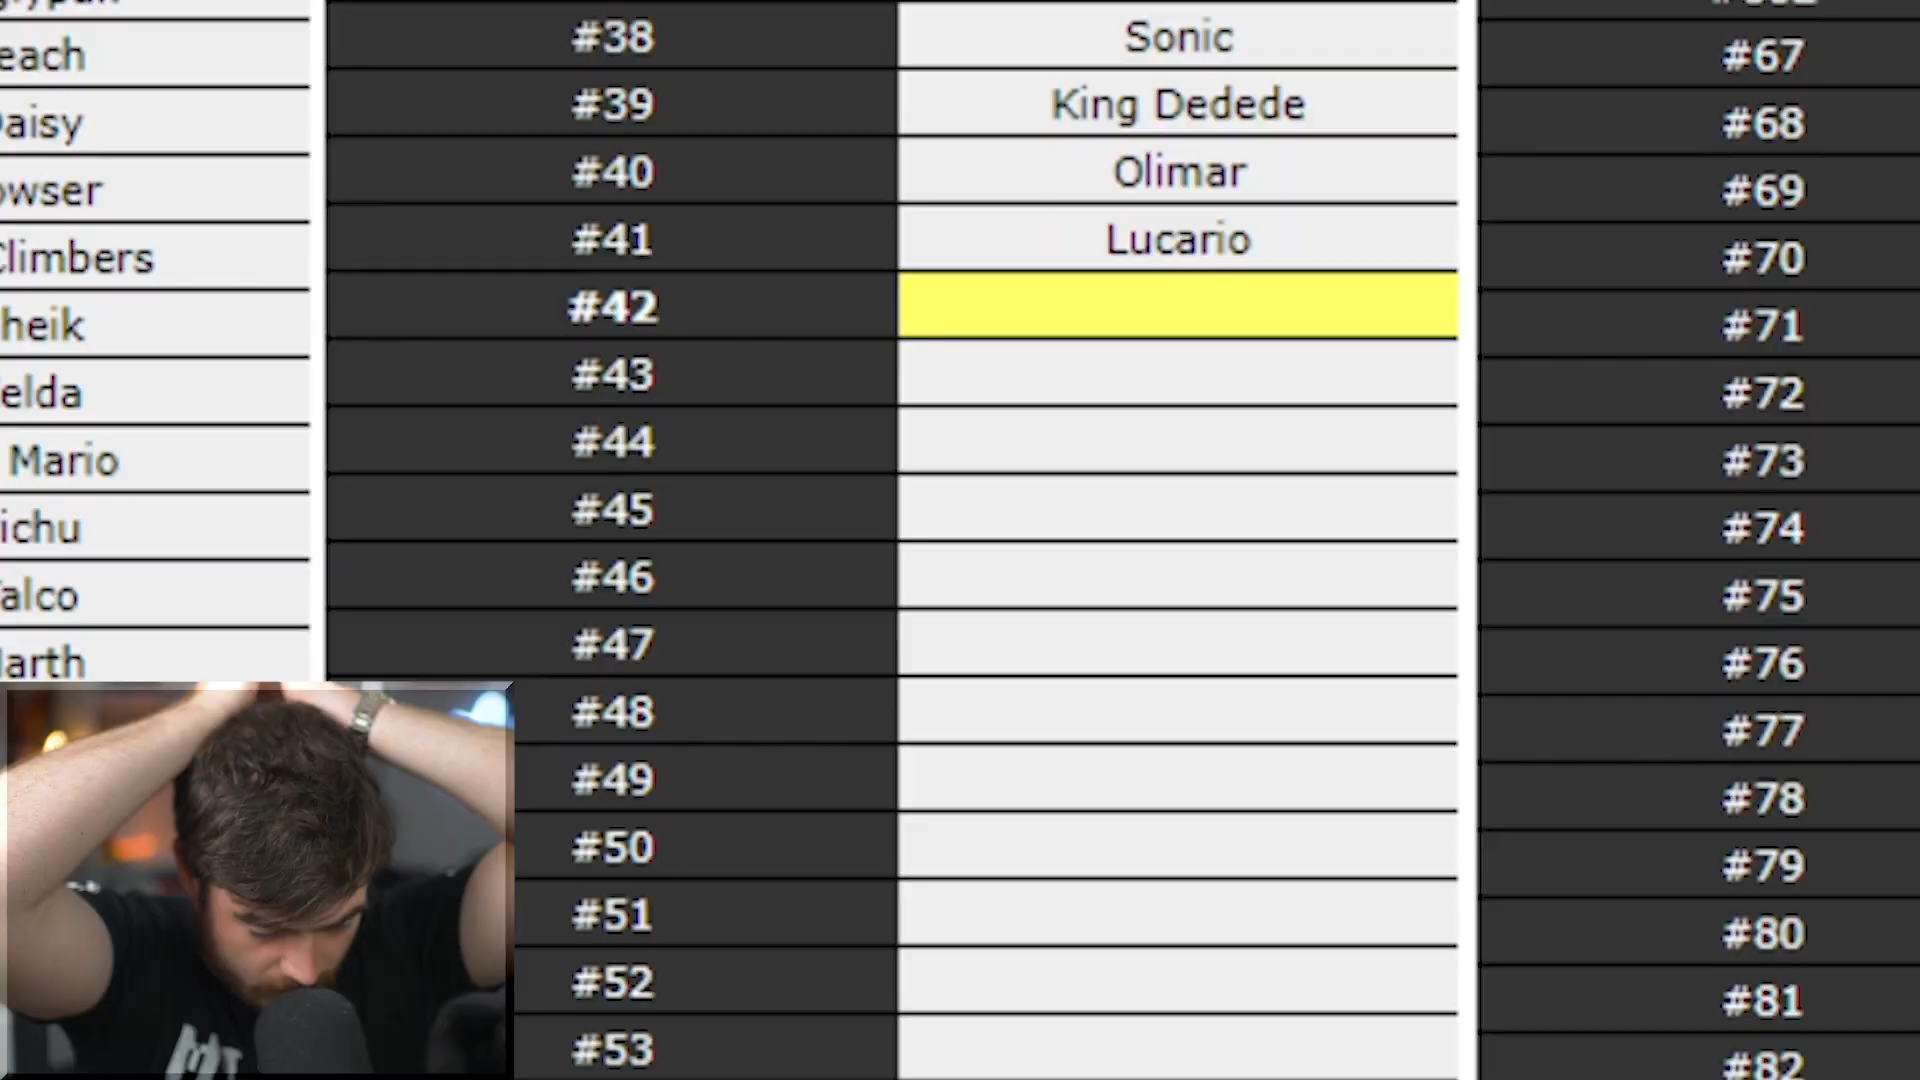 each
Daisy
owser
Climbers
heik
elda
Mario
ichu
alco
arth
#38 Sonic
#39 King Dedede
#40 Olimar
#41 Lucario
#42
#43
#44
#45
#46
#47
#48
#49
#50
#51
#52
#53
#67
#68
#69
#70
#71
#72
#73
#74
#75
#76
#77
#78
#79
#80
#81
#82